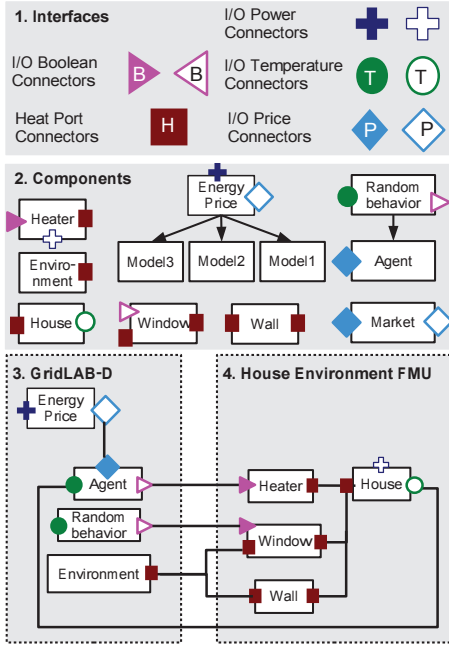 1. Interfaces
I/O Power
Connectors
I/O Boolean
Connectors
B
B
I/O Temperature
Connectors
T
T
Heat Port
Connectors
H
I/O Price
Connectors
P
P
2. Components
Heater
Energy
Price
Random
behavior
Environ-
ment
Model3
Model2
Model1
Agent
House
Window
Wall
Market
3. GridLAB-D
4. House Environment FMU
Energy
Price
Agent
Heater
House
Random
behavior
Window
Environment
Wall